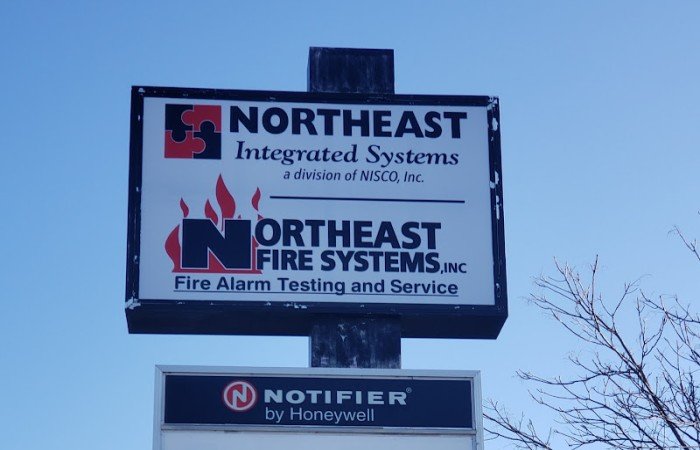 NORTHEAST
Integrated Systems
a division of NISCO, Inc.
NORTHEAST
FIRE SYSTEMS, INC
Fire Alarm Testing and Service
N NOTIFIER®
by Honeywell